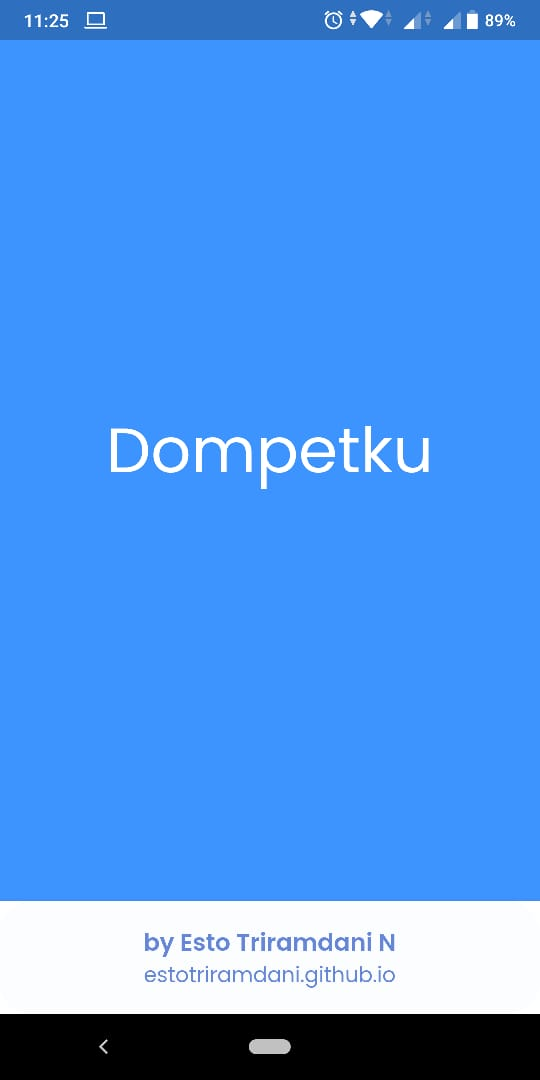 11:25
89%
Dompetku
by Esto Triramdani N
estotriramdani.github.io